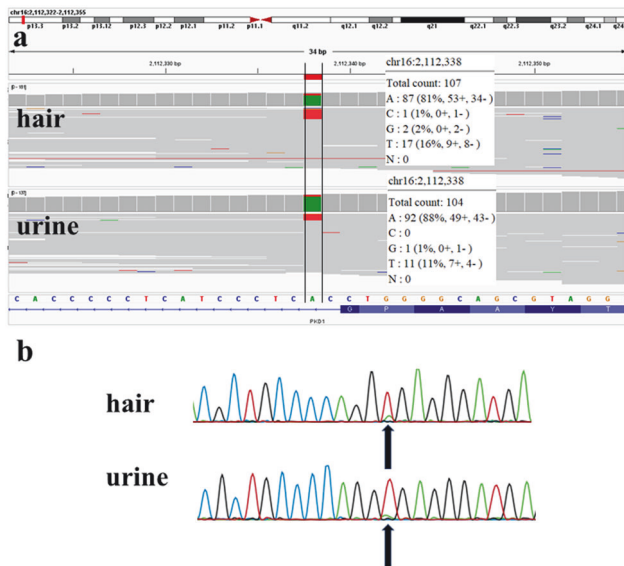 chr16:2,112,322-2,112,355
p13.3 p13.12 p12.3 p12.1 p11.2 p11.1 q11.2 q12.1 q12.2 q13 q21 q22.1 q22.3 q23.2 q24.1
a
34 bp
chr16:2,112,338
2,112,330 bp 2,112,340 2,112,350 bp
Total count: 107
A : 87 (81%, 53+, 34-)
C : 1 (1%, 0+, 1-)
G : 2 (2%, 0+, 2-)
T : 17 (16%, 9+, 8-)
N : 0
hair
chr16:2,112,338
Total count: 104
A : 92 (88%, 49+, 43-)
C : 0
G : 1 (1%, 0+, 1-)
T : 11 (11%, 7+, 4-)
N : 0
urine
C A C C C C C T C A T C C C T C A C C T G G G G C A G C G T A G G
PKD1 G P A A Y T
b
hair
urine